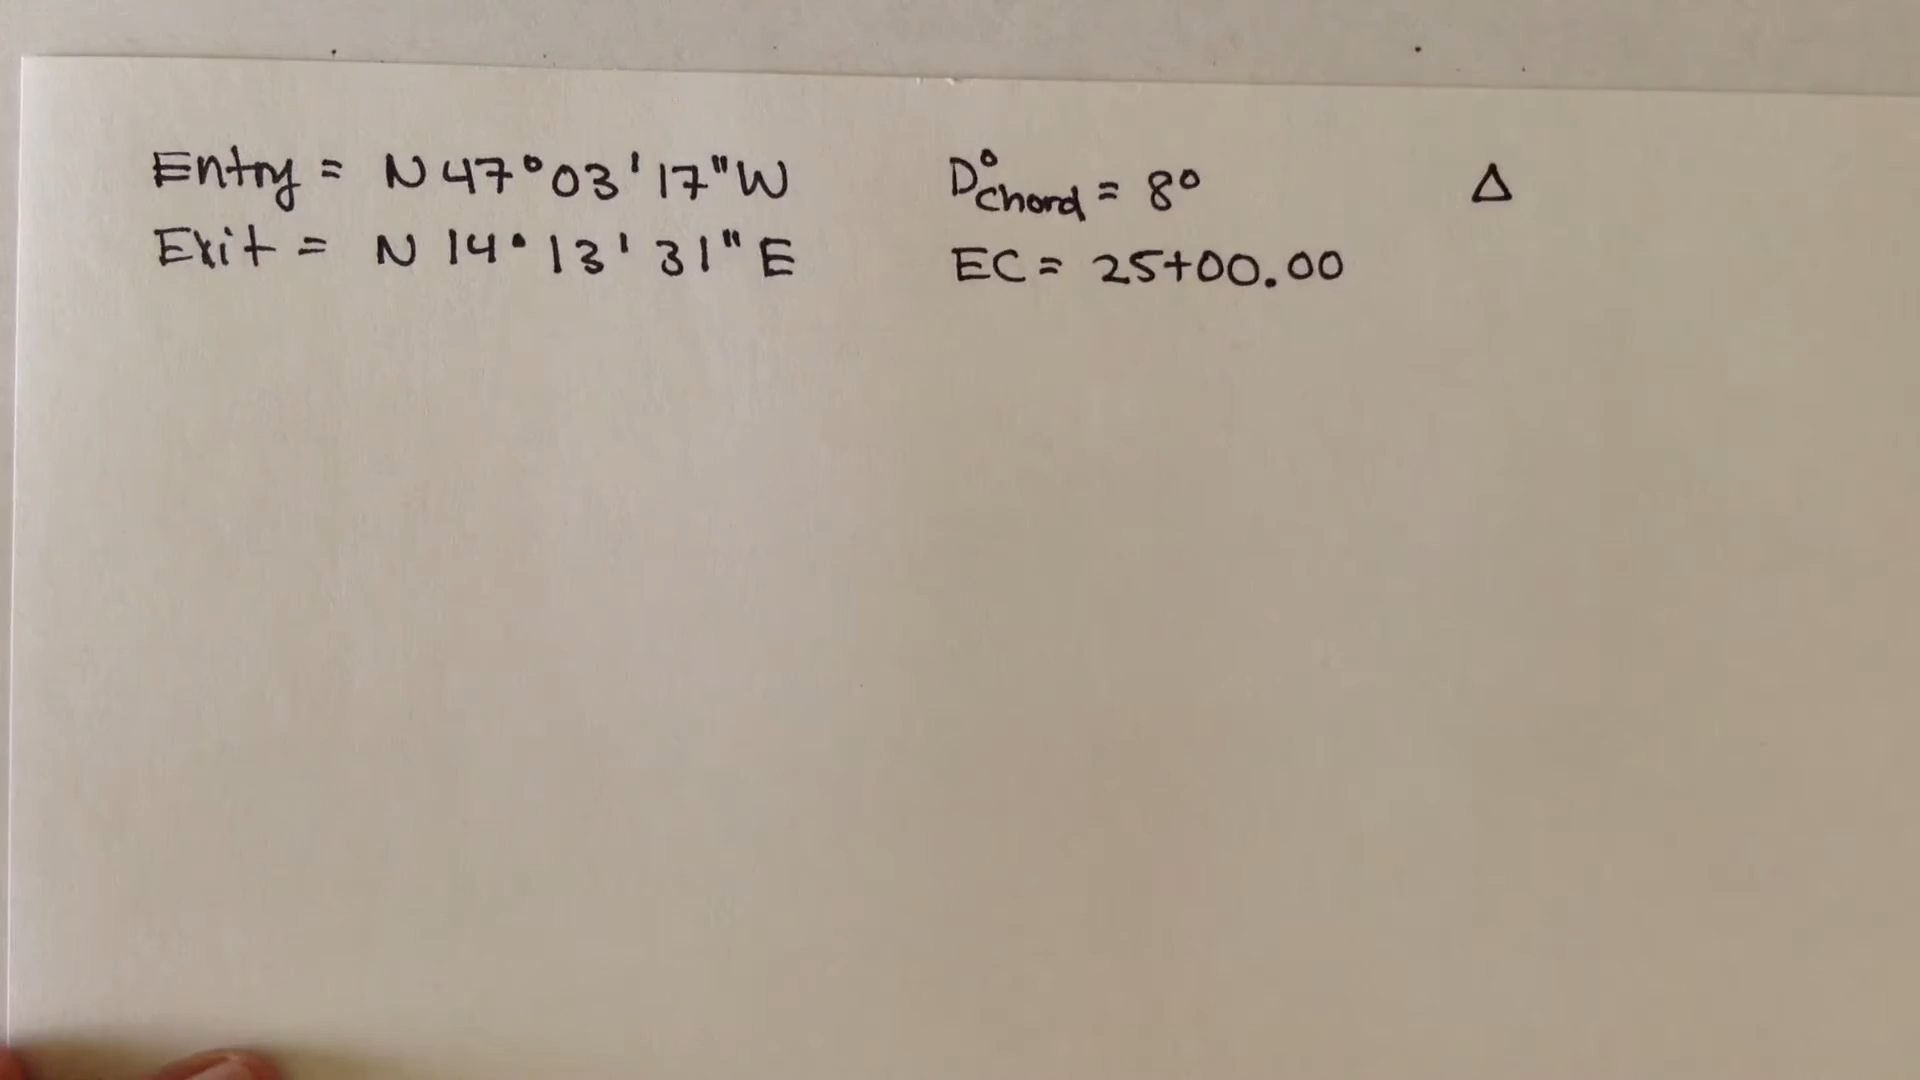 Entry = N 47°03'17" W
Exit = N 14°13'31" E
D°chord = 8°
EC = 25+00.00
Δ